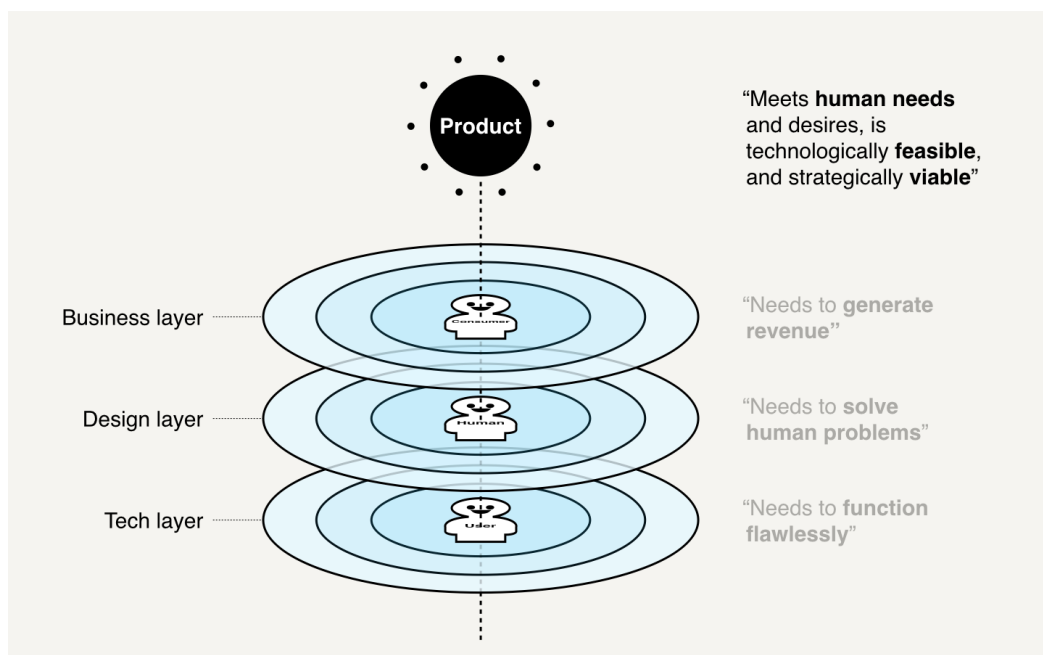 Product
“Meets human needs
and desires, is
technologically feasible,
and strategically viable”
Business layer
Consumer
“Needs to generate
revenue”
Design layer
Human
“Needs to solve
human problems”
Tech layer
User
“Needs to function
flawlessly”